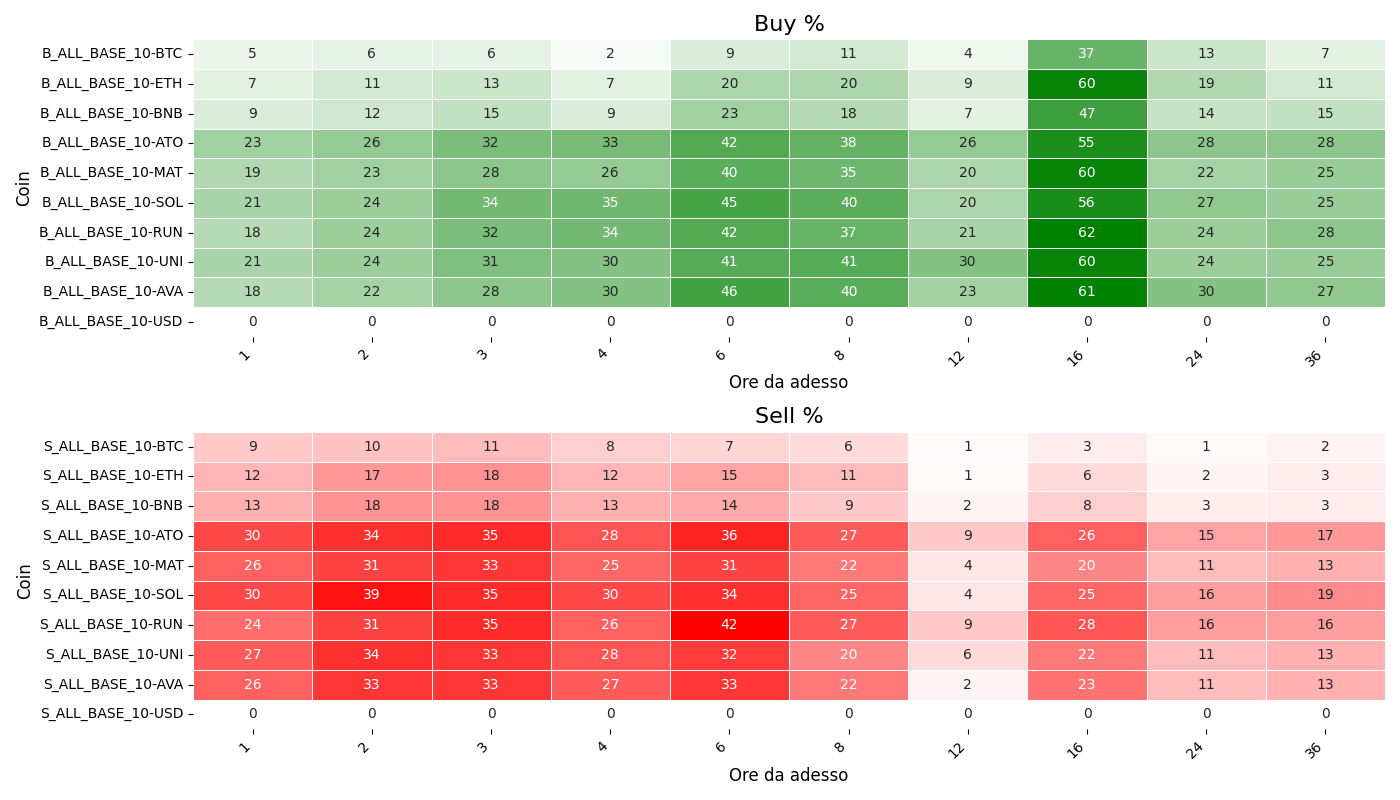 Buy %
Coin
B_ALL_BASE_10-BTC 5 6 6 2 9 11 4 37 13 7
B_ALL_BASE_10-ETH 7 11 13 7 20 20 9 60 19 11
B_ALL_BASE_10-BNB 9 12 15 9 23 18 7 47 14 15
B_ALL_BASE_10-ATO 23 26 32 33 42 38 26 55 28 28
B_ALL_BASE_10-MAT 19 23 28 26 40 35 20 60 22 25
B_ALL_BASE_10-SOL 21 24 34 35 45 40 20 56 27 25
B_ALL_BASE_10-RUN 18 24 32 34 42 37 21 62 24 28
B_ALL_BASE_10-UNI 21 24 31 30 41 41 30 60 24 25
B_ALL_BASE_10-AVA 18 22 28 30 46 40 23 61 30 27
B_ALL_BASE_10-USD 0 0 0 0 0 0 0 0 0 0
1 2 3 4 6 8 12 16 24 36
Ore da adesso
Sell %
Coin
S_ALL_BASE_10-BTC 9 10 11 8 7 6 1 3 1 2
S_ALL_BASE_10-ETH 12 17 18 12 15 11 1 6 2 3
S_ALL_BASE_10-BNB 13 18 18 13 14 9 2 8 3 3
S_ALL_BASE_10-ATO 30 34 35 28 36 27 9 26 15 17
S_ALL_BASE_10-MAT 26 31 33 25 31 22 4 20 11 13
S_ALL_BASE_10-SOL 30 39 35 30 34 25 4 25 16 19
S_ALL_BASE_10-RUN 24 31 35 26 42 27 9 28 16 16
S_ALL_BASE_10-UNI 27 34 33 28 32 20 6 22 11 13
S_ALL_BASE_10-AVA 26 33 33 27 33 22 2 23 11 13
S_ALL_BASE_10-USD 0 0 0 0 0 0 0 0 0 0
1 2 3 4 6 8 12 16 24 36
Ore da adesso